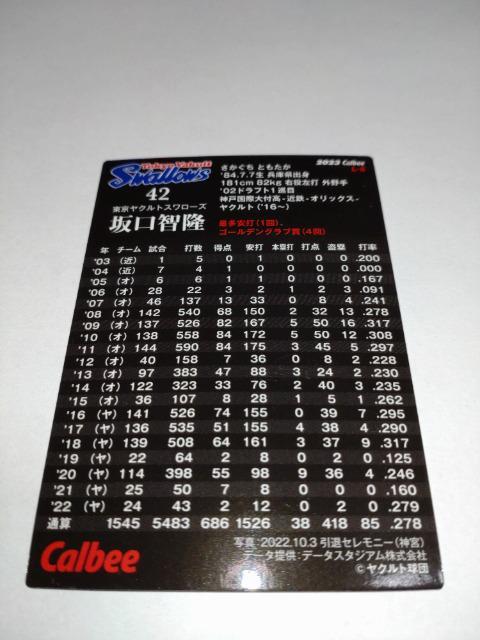 Tokyo Yakult
Swallows
42
東京ヤクルトスワローズ
坂口智隆
2023 Calbee
さかぐち ともたか
'84.7.7生 兵庫県出身
181cm 82kg 右投左打 外野手
'02ドラフト1巡目
神戸国際大付高-近鉄-オリックス-
ヤクルト('16〜)
最多安打(1回)、
ゴールデングラブ賞(4回)
年 チーム 試合 打数 得点 安打 本塁打 打点 盗塁 打率
'03 (近) 1 5 0 1 0 0 0 .200
'04 (近) 7 4 1 0 0 0 0 .000
'05 (オ) 6 6 1 1 0 0 0 .167
'06 (オ) 28 22 3 2 1 2 3 .091
'07 (オ) 46 137 13 33 0 8 4 .241
'08 (オ) 142 540 68 150 2 32 13 .278
'09 (オ) 137 526 82 167 5 50 16 .317
'10 (オ) 138 558 84 172 5 50 12 .308
'11 (オ) 144 590 84 175 3 45 5 .297
'12 (オ) 40 158 7 36 0 8 2 .228
'13 (オ) 97 383 47 88 3 24 2 .230
'14 (オ) 122 323 33 76 2 40 3 .235
'15 (オ) 36 107 8 28 1 5 1 .262
'16 (ヤ) 141 526 74 155 0 39 7 .295
'17 (ヤ) 136 535 51 155 4 38 4 .290
'18 (ヤ) 139 508 64 161 3 37 9 .317
'19 (ヤ) 22 64 2 8 0 2 0 .125
'20 (ヤ) 114 398 55 98 9 36 4 .246
'21 (ヤ) 25 50 7 8 0 0 0 .160
'22 (ヤ) 24 43 2 12 0 2 0 .279
通算 1545 5483 686 1526 38 418 85 .278
Calbee
写真:2022.10.3 引退セレモニー(神宮)
データ提供:データスタジアム株式会社
©ヤクルト球団